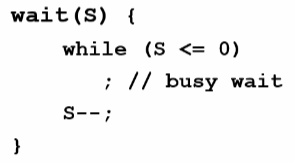 wait(S) {
    while (S <= 0)
        ; // busy wait
    S--;
}